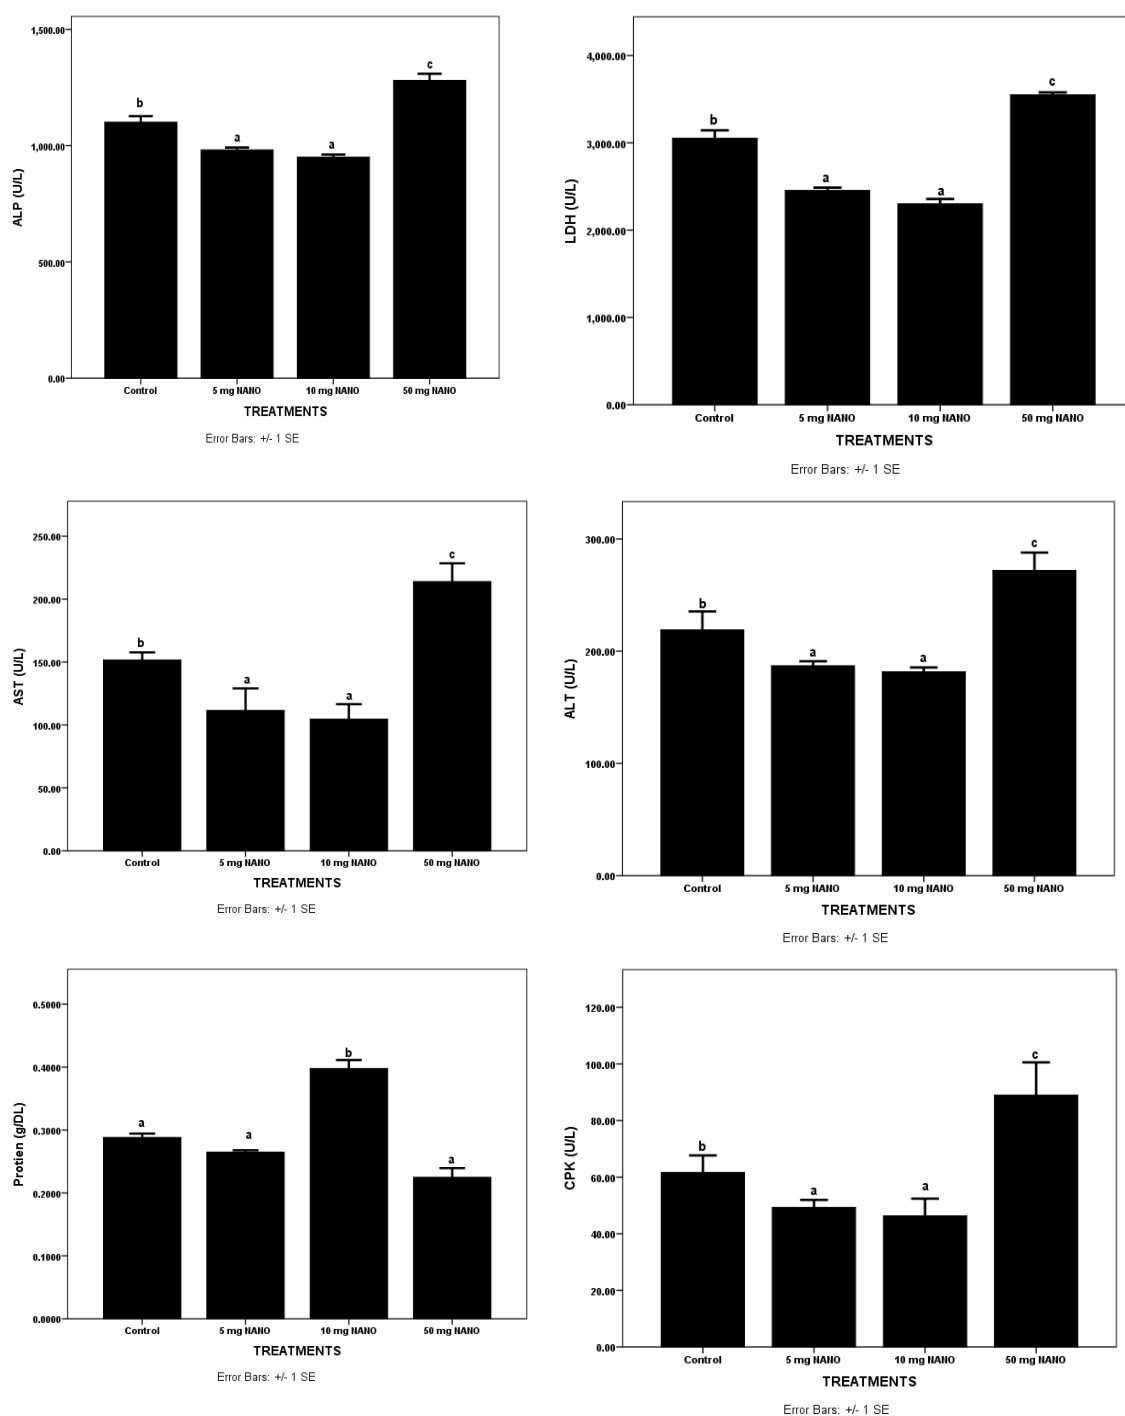 1,500.00
1,000.00
500.00
0.00
ALP (U/L)
b
a
a
c
Control 5 mg NANO 10 mg NANO 50 mg NANO
TREATMENTS
Error Bars: +/- 1 SE
4,000.00
3,000.00
2,000.00
1,000.00
0.00
LDH (U/L)
b
a
a
c
Control 5 mg NANO 10 mg NANO 50 mg NANO
TREATMENTS
Error Bars: +/- 1 SE
250.00
200.00
150.00
100.00
50.00
0.00
AST (U/L)
b
a
a
c
Control 5 mg NANO 10 mg NANO 50 mg NANO
TREATMENTS
Error Bars: +/- 1 SE
300.00
200.00
100.00
0.00
ALT (U/L)
b
a
a
c
Control 5 mg NANO 10 mg NANO 50 mg NANO
TREATMENTS
Error Bars: +/- 1 SE
0.5000
0.4000
0.3000
0.2000
0.1000
0.0000
Protien (g/DL)
a
a
b
a
Control 5 mg NANO 10 mg NANO 50 mg NANO
TREATMENTS
Error Bars: +/- 1 SE
120.00
100.00
80.00
60.00
40.00
20.00
0.00
CPK (U/L)
b
a
a
c
Control 5 mg NANO 10 mg NANO 50 mg NANO
TREATMENTS
Error Bars: +/- 1 SE